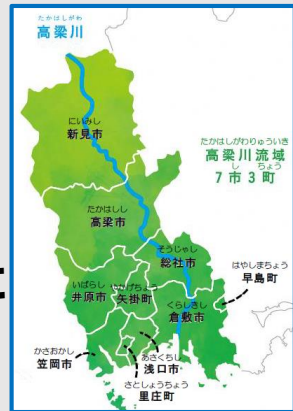 たかはしがわ
高梁川
にいみし
新見市
たかはしがわりゅういき
高梁川流域
し ちょう
7市3町
たかはしし
高梁市
そうじゃし
総社市
はやしまちょう
早島町
いばらし
井原市
やかげちょう
矢掛町
くらしきし
倉敷市
かさおかし
笠岡市
あさくちし
浅口市
さとしょうちょう
里庄町